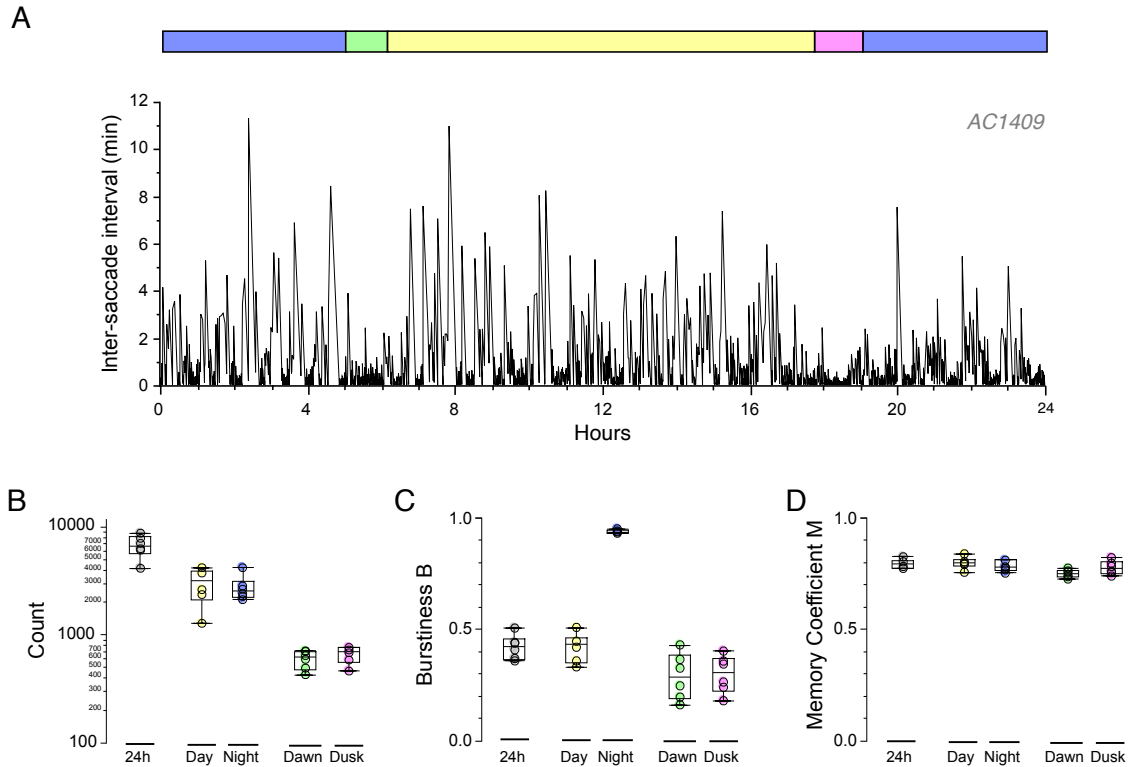 A
AC1409
Inter-saccade interval (min)
12
10
8
6
4
2
0
0 4 8 12 16 20 24
Hours
B
Count
10000
7000
6000
5000
4000
3000
2000
1000
700
600
500
400
300
200
100
24h Day Night Dawn Dusk
C
Burstiness B
1.0
0.5
0.0
24h Day Night Dawn Dusk
D
Memory Coefficient M
1.0
0.5
0.0
24h Day Night Dawn Dusk